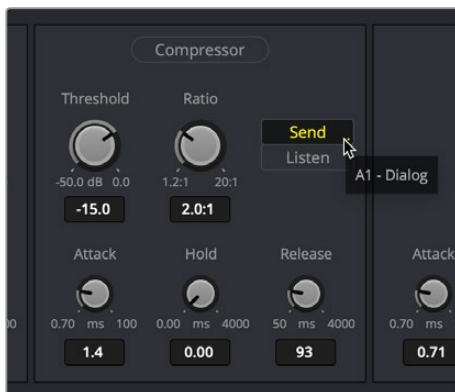 Compressor
Threshold Ratio
Send
Listen
A1 - Dialog
-50.0 dB 0.0 1.2:1 20:1
-15.0 2.0:1
Attack Hold Release Attack
00 0.70 ms 100 0.00 ms 4000 50 ms 4000 0.70 ms
1.4 0.00 93 0.71